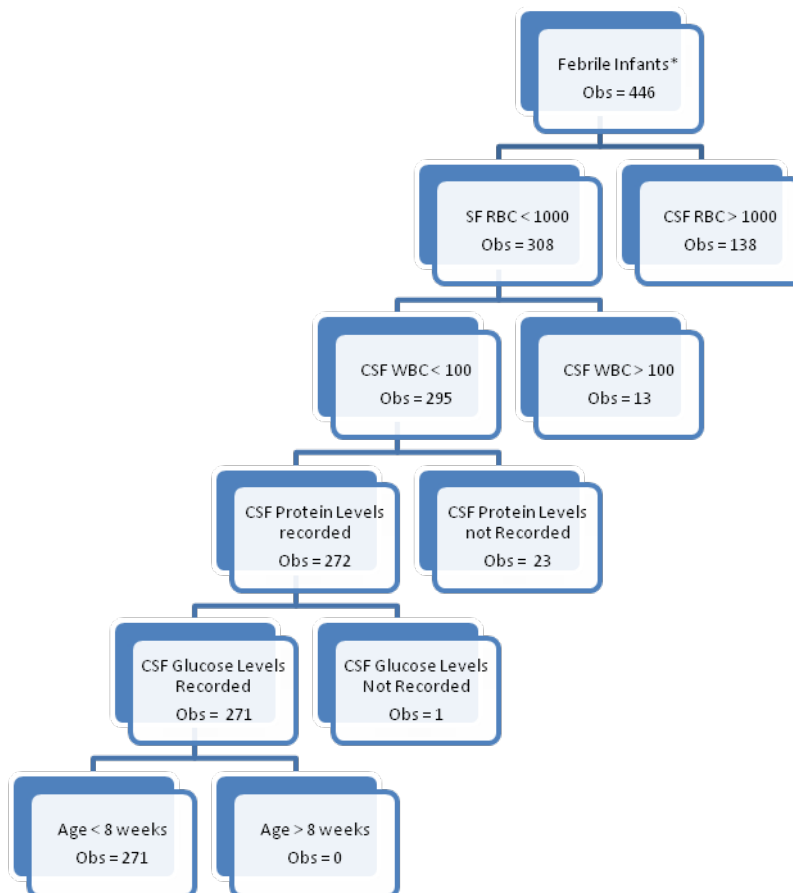 Febrile Infants*
Obs = 446
SF RBC < 1000
Obs = 308
CSF RBC > 1000
Obs = 138
CSF WBC < 100
Obs = 295
CSF WBC > 100
Obs = 13
CSF Protein Levels
recorded
Obs = 272
CSF Protein Levels
not Recorded
Obs = 23
CSF Glucose Levels
Recorded
Obs = 271
CSF Glucose Levels
Not Recorded
Obs = 1
Age < 8 weeks
Obs = 271
Age > 8 weeks
Obs = 0